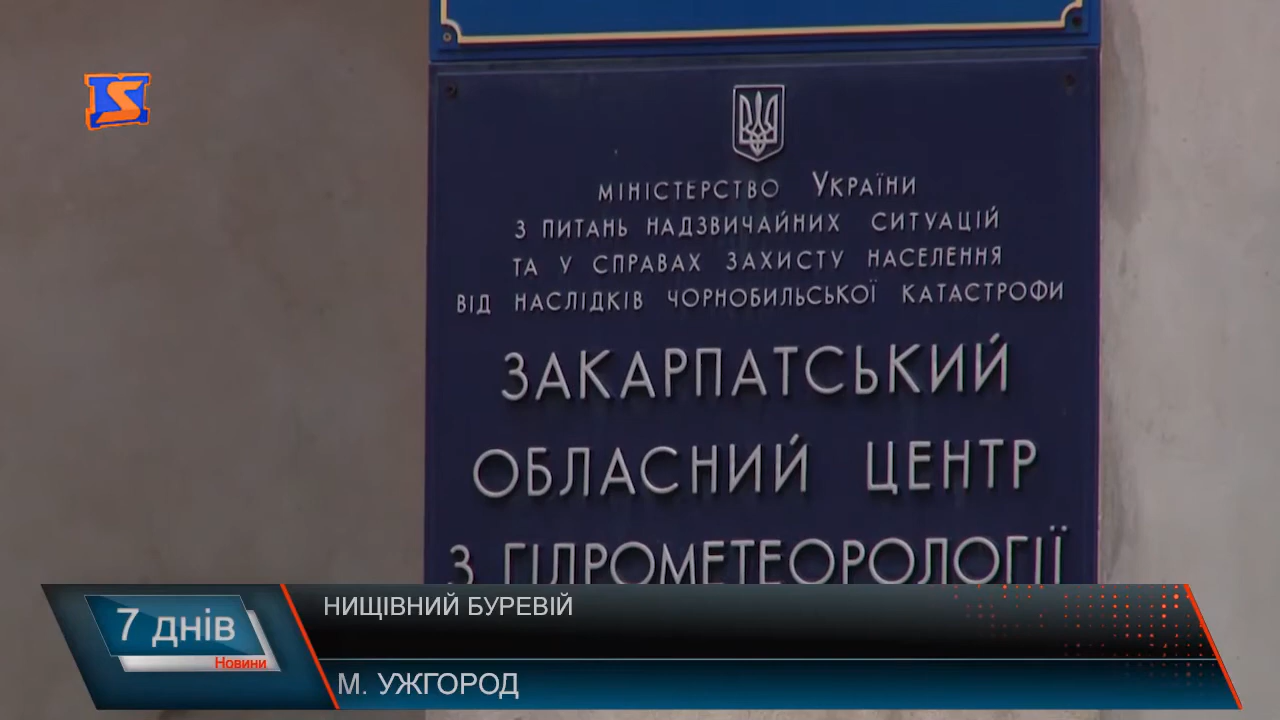 МІНІСТЕРСТВО УКРАЇНИ
З ПИТАНЬ НАДЗВИЧАЙНИХ СИТУАЦІЙ
ТА У СПРАВАХ ЗАХИСТУ НАСЕЛЕННЯ
ВІД НАСЛІДКІВ ЧОРНОБИЛЬСЬКОЇ КАТАСТРОФИ
ЗАКАРПАТСЬКИЙ
ОБЛАСНИЙ ЦЕНТР
З ГІДРОМЕТЕОРОЛОГІЇ
7 днів
Новини
НИЩІВНИЙ БУРЕВІЙ
М. УЖГОРОД